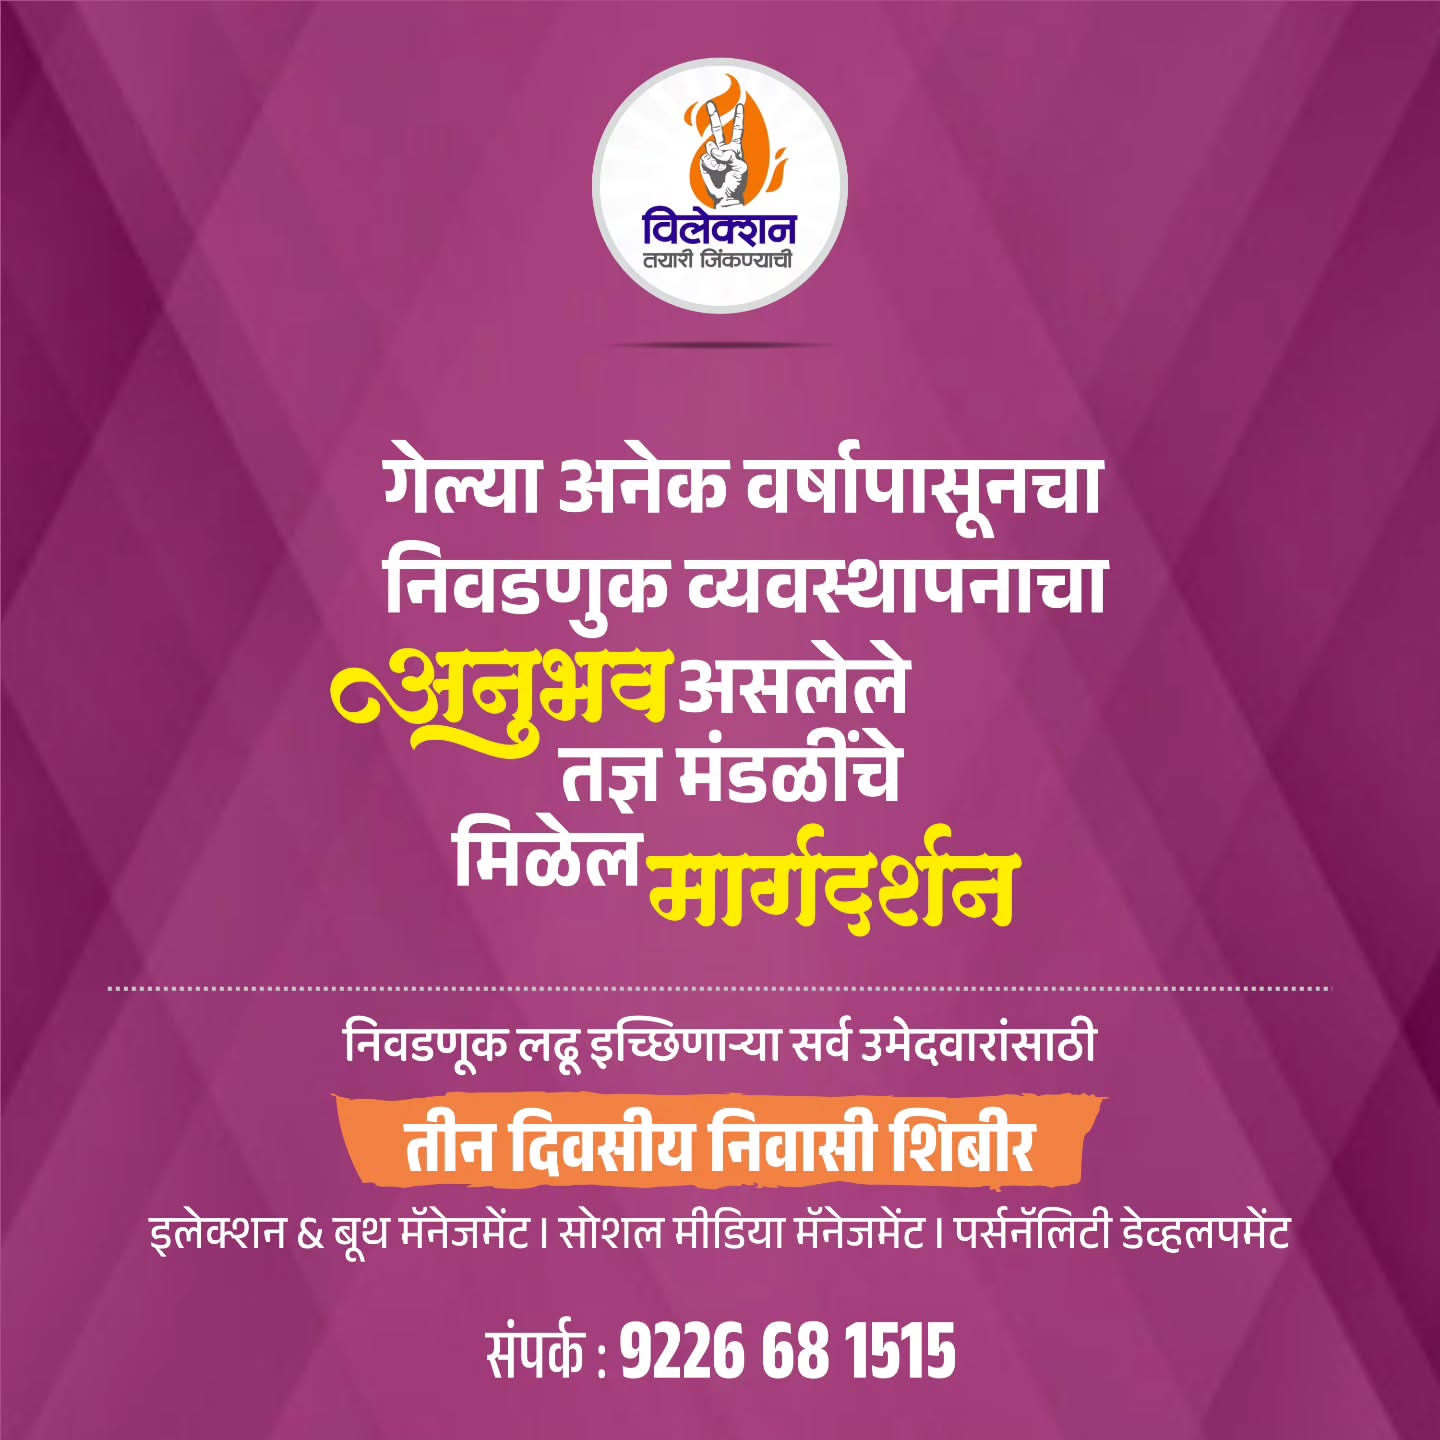 विलेक्शन
तयारी जिंकण्याची
गेल्या अनेक वर्षापासूनचा
निवडणुक व्यवस्थापनाचा
अनुभव असलेले
तज्ञ मंडळींचे
मिळेल मार्गदर्शन
निवडणूक लढू इच्छिणाऱ्या सर्व उमेदवारांसाठी
तीन दिवसीय निवासी शिबीर
इलेक्शन & बूथ मॅनेजमेंट । सोशल मीडिया मॅनेजमेंट । पर्सनॅलिटी डेव्हलपमेंट
संपर्क : 9226 68 1515